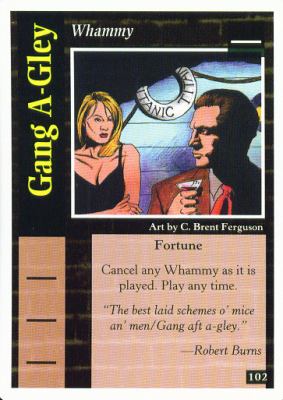 Whammy
Gang A-Gley
TITANIC
Art by C. Brent Ferguson
Fortune
Cancel any Whammy as it is
played. Play any time.
“The best laid schemes o’ mice
an’ men/Gang aft a-gley.”
—Robert Burns
102